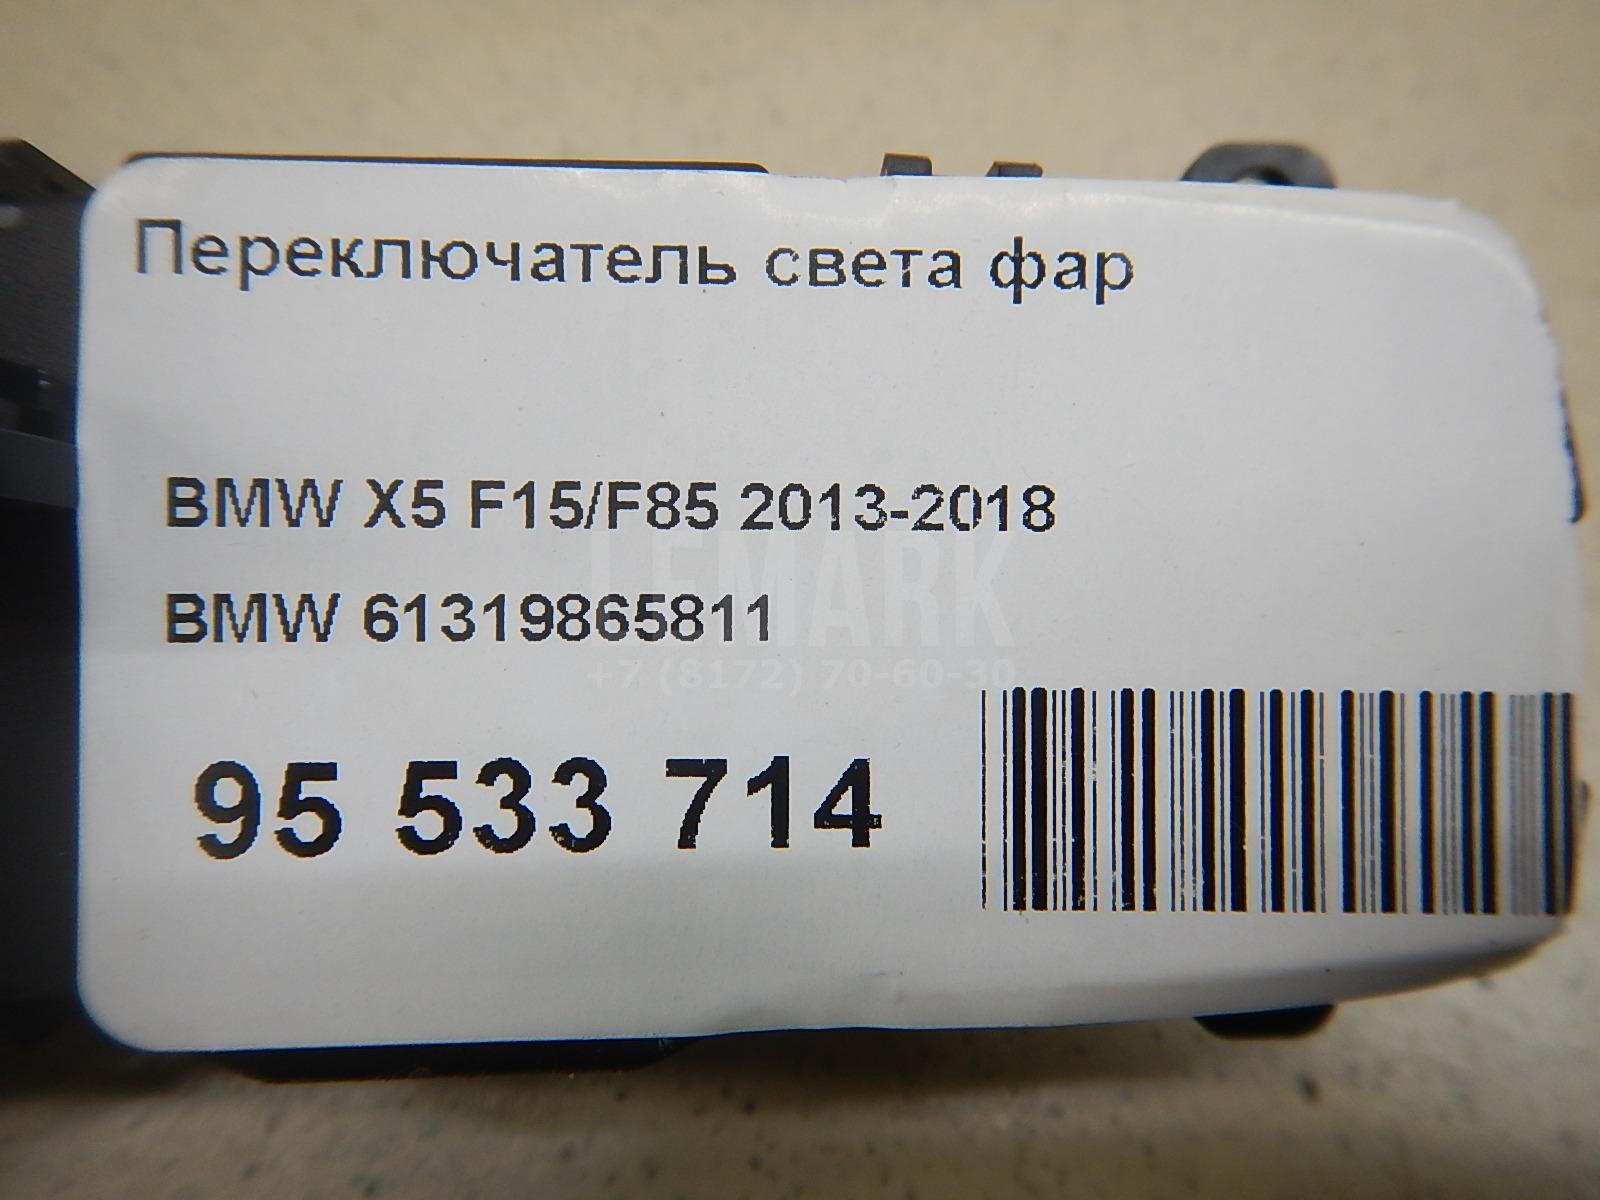 Переключатель света фар
BMW X5 F15/F85 2013-2018
BMW 61319865811
LEMARK
+7 (8172) 70-60-30
95 533 714